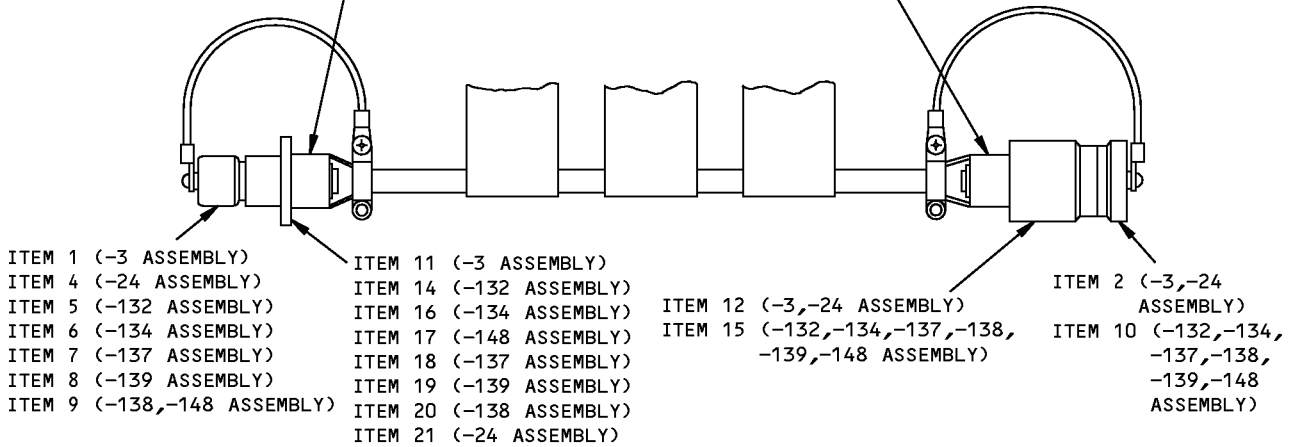 ITEM 1 (-3 ASSEMBLY)
ITEM 4 (-24 ASSEMBLY)
ITEM 5 (-132 ASSEMBLY)
ITEM 6 (-134 ASSEMBLY)
ITEM 7 (-137 ASSEMBLY)
ITEM 8 (-139 ASSEMBLY)
ITEM 9 (-138,-148 ASSEMBLY)
ITEM 11 (-3 ASSEMBLY)
ITEM 14 (-132 ASSEMBLY)
ITEM 16 (-134 ASSEMBLY)
ITEM 17 (-148 ASSEMBLY)
ITEM 18 (-137 ASSEMBLY)
ITEM 19 (-139 ASSEMBLY)
ITEM 20 (-138 ASSEMBLY)
ITEM 21 (-24 ASSEMBLY)
ITEM 12 (-3,-24 ASSEMBLY)
ITEM 15 (-132,-134,-137,-138,
-139,-148 ASSEMBLY)
ITEM 2 (-3,-24
ASSEMBLY)
ITEM 10 (-132,-134,
-137,-138,
-139,-148
ASSEMBLY)